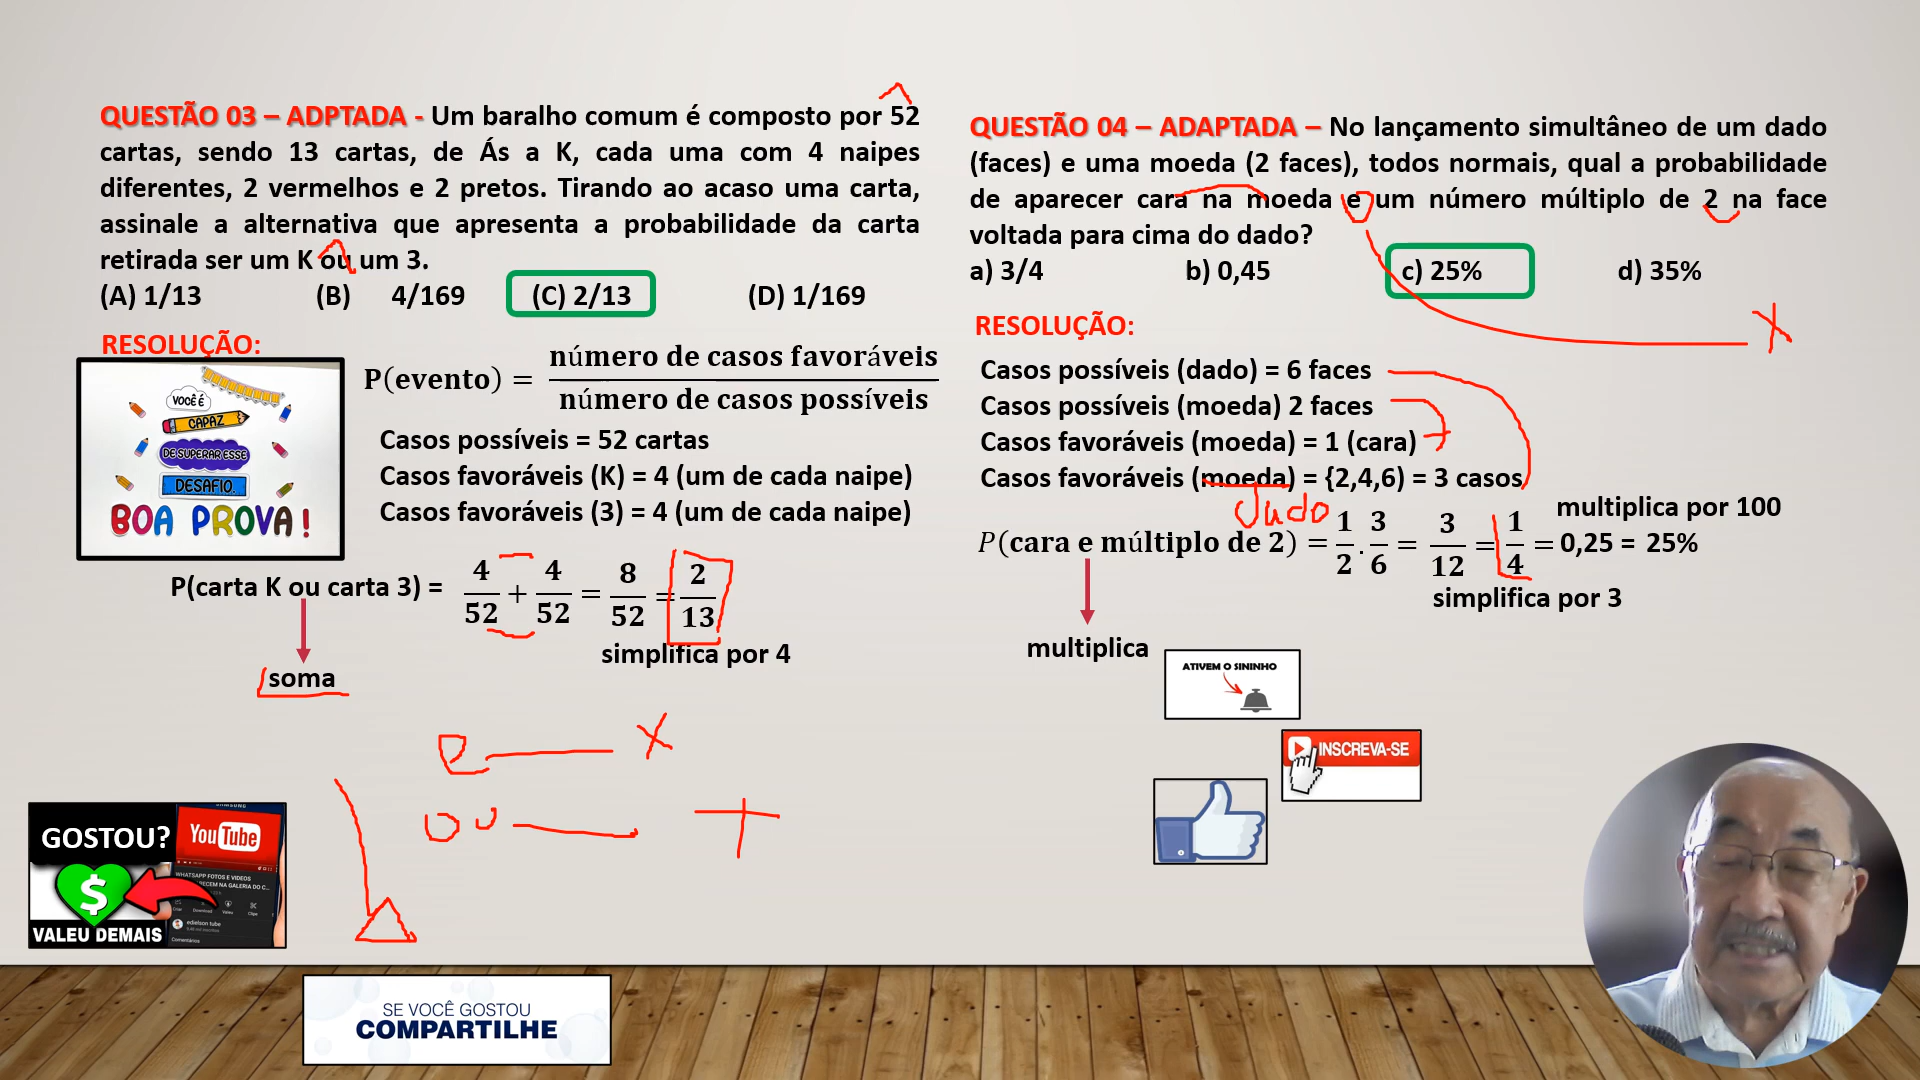 QUESTÃO 03 – ADPTADA - Um baralho comum é composto por 52
cartas, sendo 13 cartas, de Ás a K, cada uma com 4 naipes
diferentes, 2 vermelhos e 2 pretos. Tirando ao acaso uma carta,
assinale a alternativa que apresenta a probabilidade da carta
retirada ser um K ou um 3.
(A) 1/13 (B) 4/169 (C) 2/13 (D) 1/169
RESOLUÇÃO:
VOCÊ É
CAPAZ
DE SUPERAR ESSE
DESAFIO.
BOA PROVA!
P(evento) = número de casos favoráveis / número de casos possíveis
Casos possíveis = 52 cartas
Casos favoráveis (K) = 4 (um de cada naipe)
Casos favoráveis (3) = 4 (um de cada naipe)
P(carta K ou carta 3) = 4/52 + 4/52 = 8/52 = 2/13
simplifica por 4
soma
e — x
ou — +
GOSTOU?
YouTube
WHATSAPP FOTOS E VIDEOS
edielson tube
$
VALEU DEMAIS
SE VOCÊ GOSTOU
COMPARTILHE
QUESTÃO 04 – ADAPTADA – No lançamento simultâneo de um dado
(faces) e uma moeda (2 faces), todos normais, qual a probabilidade
de aparecer cara na moeda e um número múltiplo de 2 na face
voltada para cima do dado?
a) 3/4 b) 0,45 c) 25% d) 35%
x
RESOLUÇÃO:
Casos possíveis (dado) = 6 faces
Casos possíveis (moeda) 2 faces
Casos favoráveis (moeda) = 1 (cara)
Casos favoráveis (moeda) = {2,4,6) = 3 casos
dado
multiplica por 100
P(cara e múltiplo de 2) = 1/2 . 3/6 = 3/12 = 1/4 = 0,25 = 25%
simplifica por 3
multiplica
ATIVEM O SININHO
INSCREVA-SE